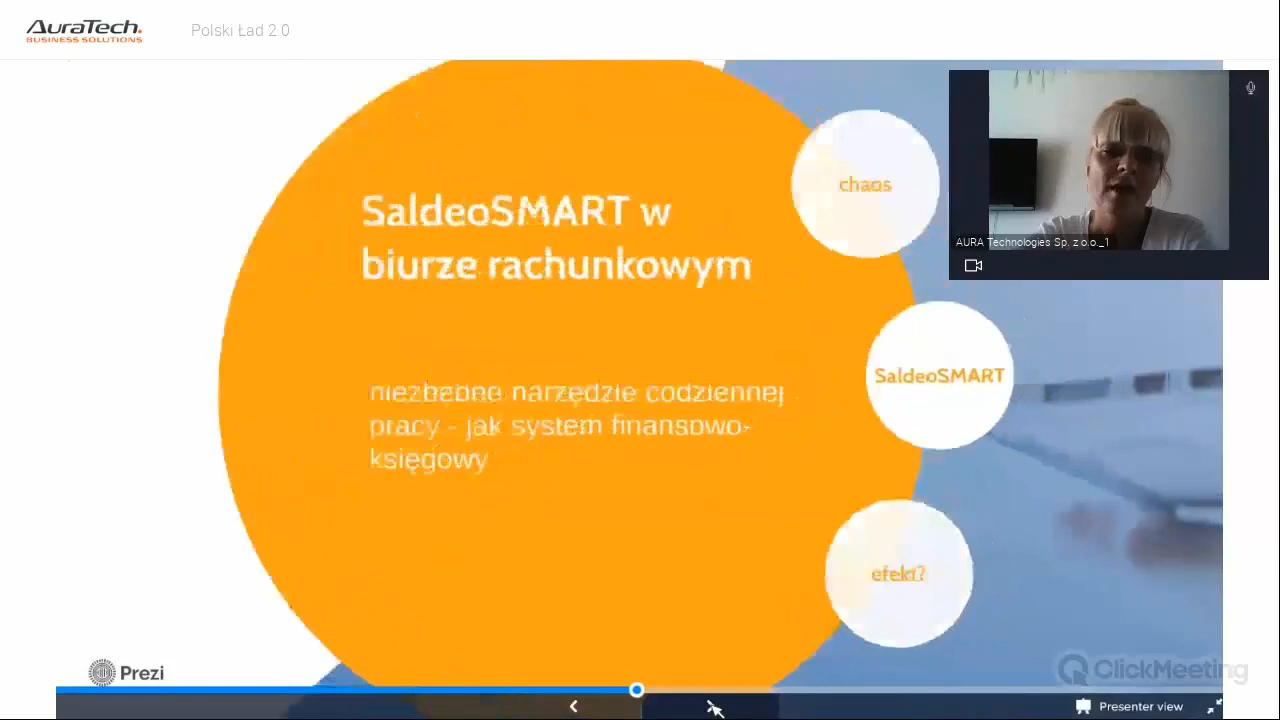 AuraTech.
BUSINESS SOLUTIONS
Polski Ład 2 0
SaldeoSMART w
biurze rachunkowym
niezbędne narzędzie codziennej
pracy - jak system finansowo-
księgowy
chaos
SaldeoSMART
efekt?
AURA Technologies Sp. z o.o._1
Prezi
ClickMeeting
Presenter view